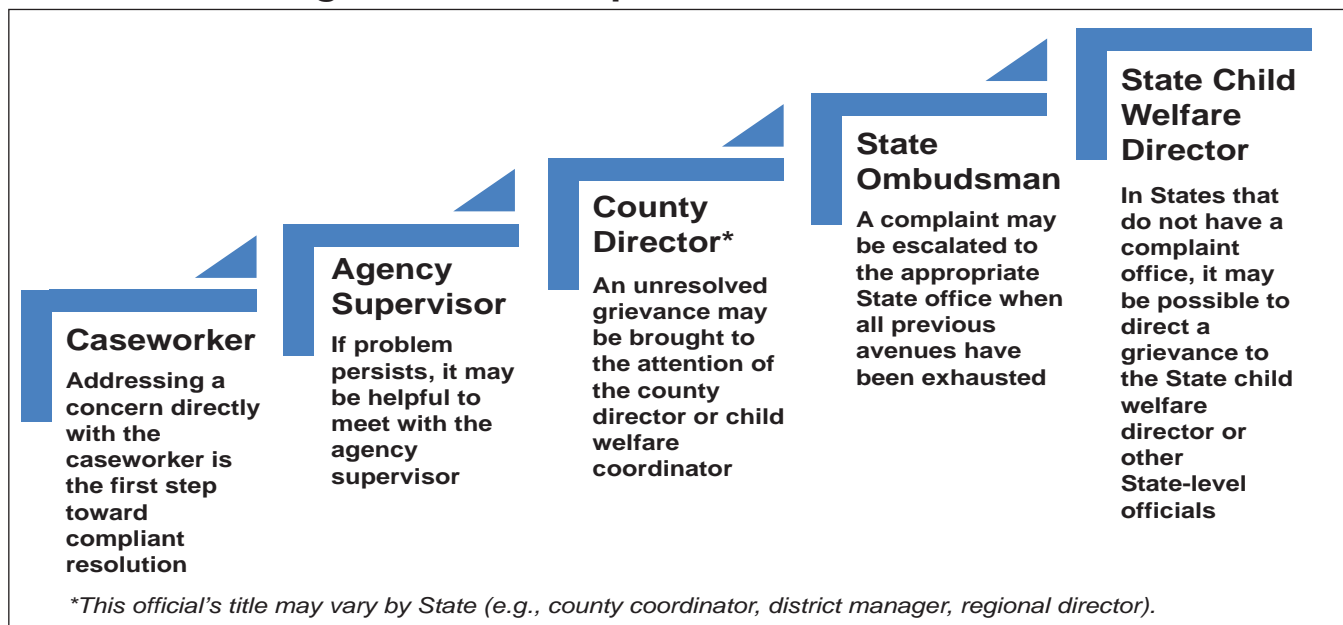 Caseworker
Addressing a
concern directly
with the
caseworker is
the first step
toward
compliant
resolution
Agency
Supervisor
If problem
persists, it may
be helpful to
meet with the
agency
supervisor
County
Director*
An unresolved
grievance may
be brought to
the attention of
the county
director or child
welfare
coordinator
State
Ombudsman
A complaint may
be escalated to
the appropriate
State office when
all previous
avenues have
been exhausted
State Child
Welfare
Director
In States that
do not have a
complaint
office, it may
be possible to
direct a
grievance to
the State child
welfare
director or
other
State-level
officials
*This official's title may vary by State (e.g., county coordinator, district manager, regional director).